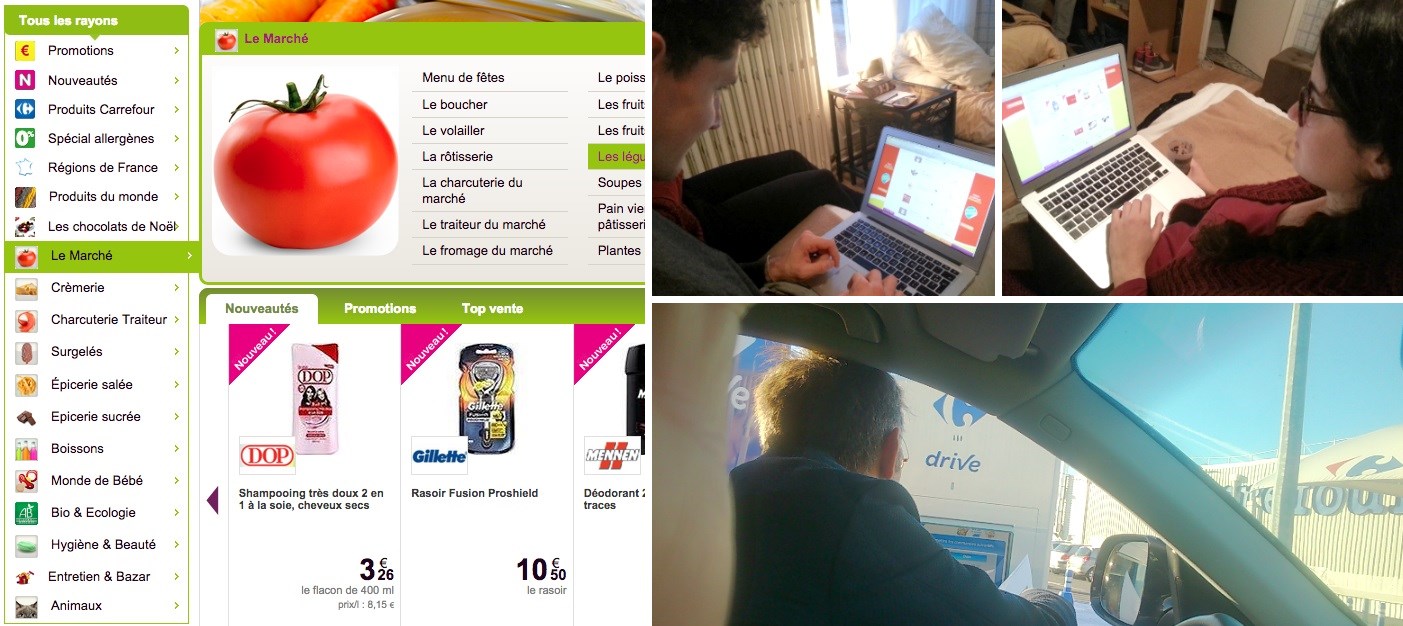 Tous les rayons
Promotions
Nouveautés
Produits Carrefour
Spécial allergènes
Régions de France
Produits du monde
Les chocolats de Noël
Le Marché
Crèmerie
Charcuterie Traiteur
Surgelés
Épicerie salée
Epicerie sucrée
Boissons
Monde de Bébé
Bio & Ecologie
Hygiène & Beauté
Entretien & Bazar
Animaux
Le Marché
Menu de fêtes
Le boucher
Le volailler
La rôtisserie
La charcuterie du
marché
Le traiteur du marché
Le fromage du marché
Le poiss
Les fruit
Les fruit
Les légu
Soupes
Pain vie
pâtisseri
Plantes
Nouveautés
Promotions
Top vente
Nouveau!
DOP
DOP
Shampooing très doux 2 en
1 à la soie, cheveux secs
3 €26
le flacon de 400 ml
prix/l : 8,15 €
Nouveau!
Gillette
Gillette
Rasoir Fusion Proshield
10 €50
le rasoir
Nouveau!
MENNEN
Déodorant 2
traces
drive